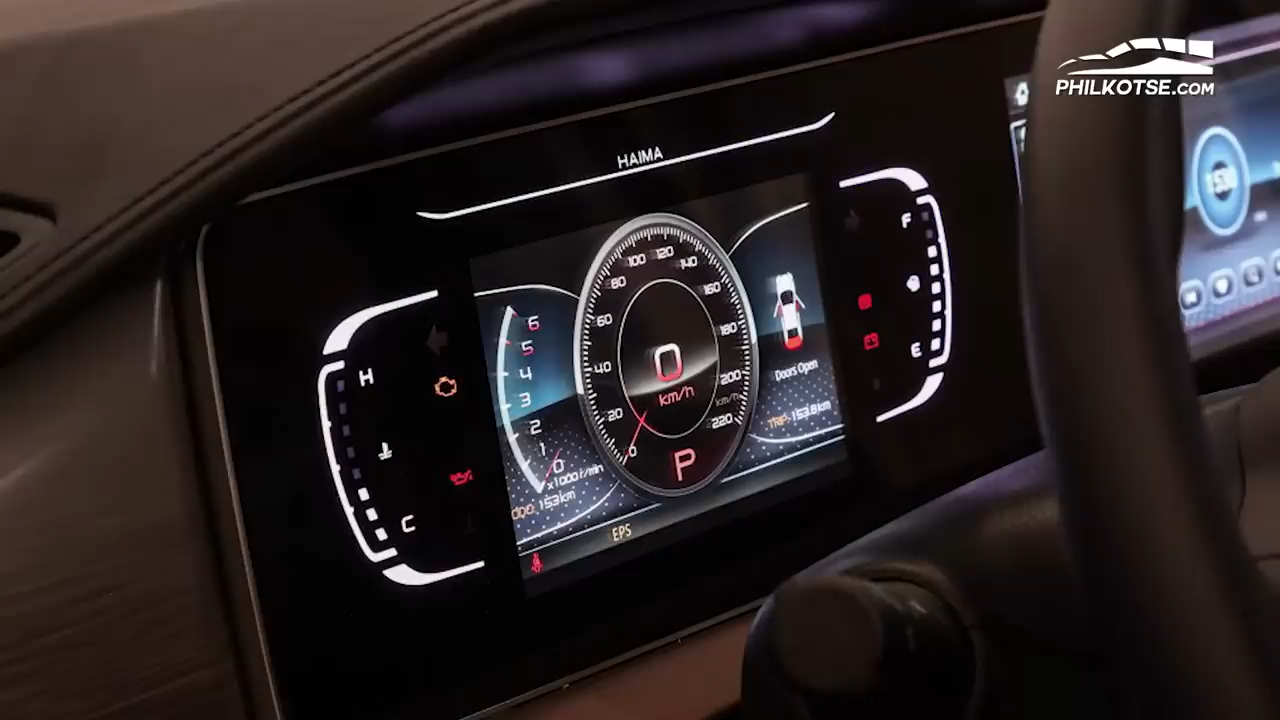 PHILKOTSE.COM
HAIMA
H
C
6
5
4
3
2
1
0
x1000 r/min
ODO: 153km
0
20
40
60
80
100
120
140
160
180
200
220
km/h
0
km/h
P
EPS
Doors Open
TRIP: 153.8km
F
E